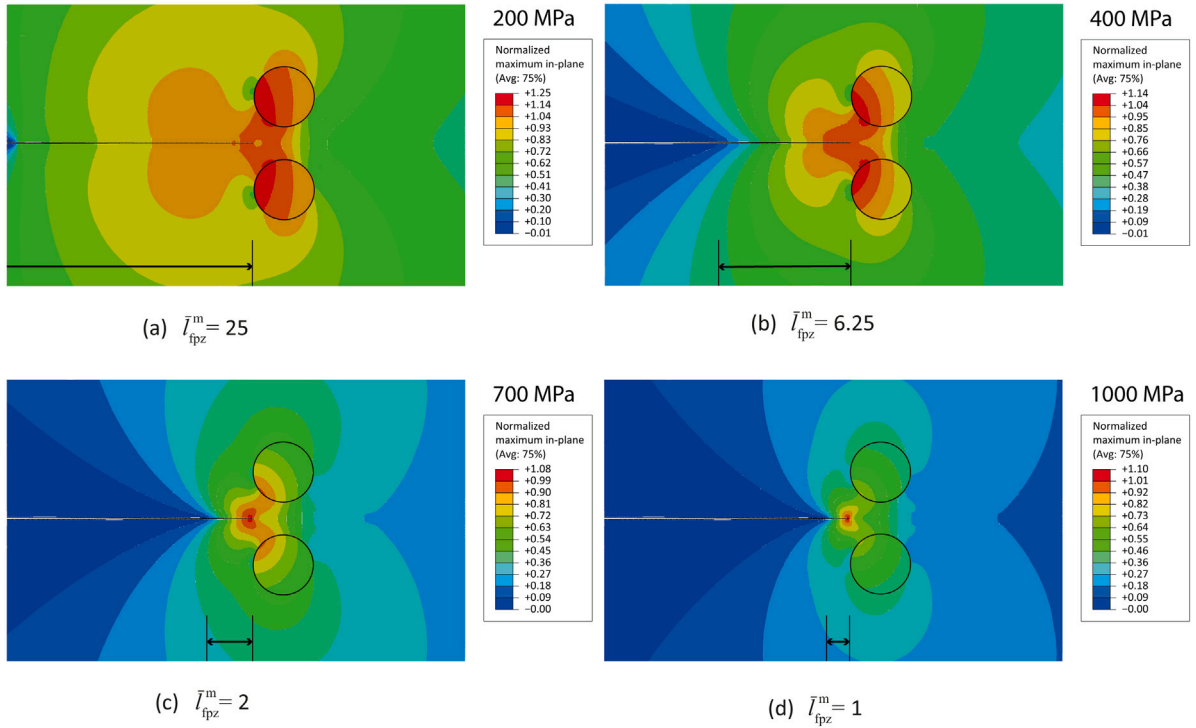 200 MPa
Normalized
maximum in-plane
(Avg: 75%)
+1.25
+1.14
+1.04
+0.93
+0.83
+0.72
+0.62
+0.51
+0.41
+0.30
+0.20
+0.10
−0.01
(a) l̄ᵐfpz = 25
400 MPa
Normalized
maximum in-plane
(Avg: 75%)
+1.14
+1.04
+0.95
+0.85
+0.76
+0.66
+0.57
+0.47
+0.38
+0.28
+0.19
+0.09
−0.01
(b) l̄ᵐfpz = 6.25
700 MPa
Normalized
maximum in-plane
(Avg: 75%)
+1.08
+0.99
+0.90
+0.81
+0.72
+0.63
+0.54
+0.45
+0.36
+0.27
+0.18
+0.09
−0.00
(c) l̄ᵐfpz = 2
1000 MPa
Normalized
maximum in-plane
(Avg: 75%)
+1.10
+1.01
+0.92
+0.82
+0.73
+0.64
+0.55
+0.46
+0.37
+0.27
+0.18
+0.09
−0.00
(d) l̄ᵐfpz = 1